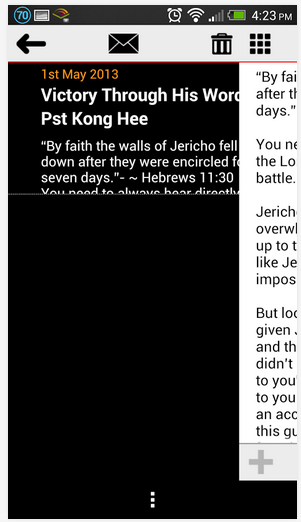 70
4:23 PM
1st May 2013
Victory Through His Word
Pst Kong Hee
"By faith the walls of Jericho fell
down after they were encircled fo
seven days."- ~ Hebrews 11:30
You need to always hear directly
"By fai
after th
days."
You ne
the Lo
battle.
Jericho
overwh
up to t
like Je
impos
But loo
given J
and th
didn't
to you
to you
an acc
this gu